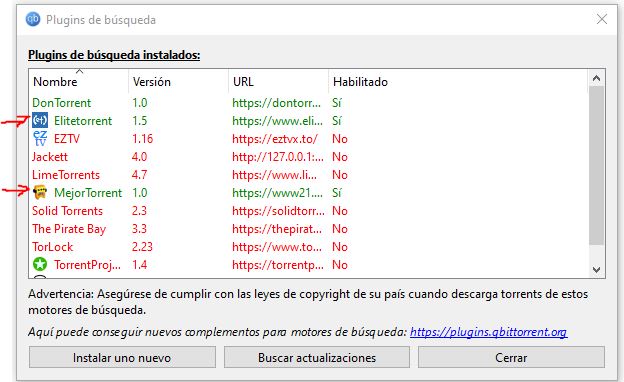 qb Plugins de búsqueda
Plugins de búsqueda instalados:
Nombre Versión URL Habilitado
DonTorrent 1.0 https://dontorr... Sí
Elitetorrent 1.5 https://www.eli... Sí
EZTV 1.16 https://eztvx.to/ No
Jackett 4.0 http://127.0.0.1:... No
LimeTorrents 4.7 https://www.li... No
MejorTorrent 1.0 https://www21.... Sí
Solid Torrents 2.3 https://solidtorr... No
The Pirate Bay 3.3 https://thepirat... No
TorLock 2.23 https://www.to... No
TorrentProj... 1.4 https://torrentp... No
Advertencia: Asegúrese de cumplir con las leyes de copyright de su país cuando descarga torrents de estos
motores de búsqueda.
Aquí puede conseguir nuevos complementos para motores de búsqueda: https://plugins.qbittorrent.org
Instalar uno nuevo Buscar actualizaciones Cerrar